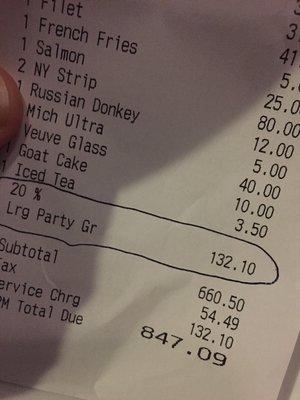 1 Filet 41
1 French Fries 5.
1 Salmon 25.00
2 NY Strip 80.00
1 Russian Donkey 12.00
Mich Ultra 5.00
Veuve Glass 40.00
Goat Cake 10.00
Iced Tea 3.50
20 %
Lrg Party Gr 132.10
Subtotal 660.50
ax 54.49
ervice Chrg 132.10
PM Total Due 847.09